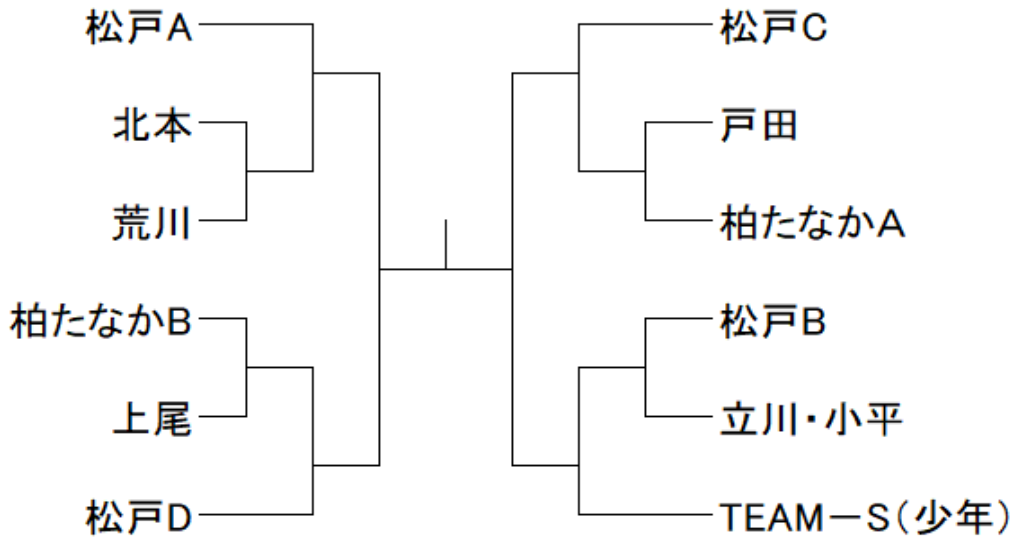 松戸A
北本
荒川
柏たなかB
上尾
松戸D
松戸C
戸田
柏たなかA
松戸B
立川・小平
TEAM－S(少年)